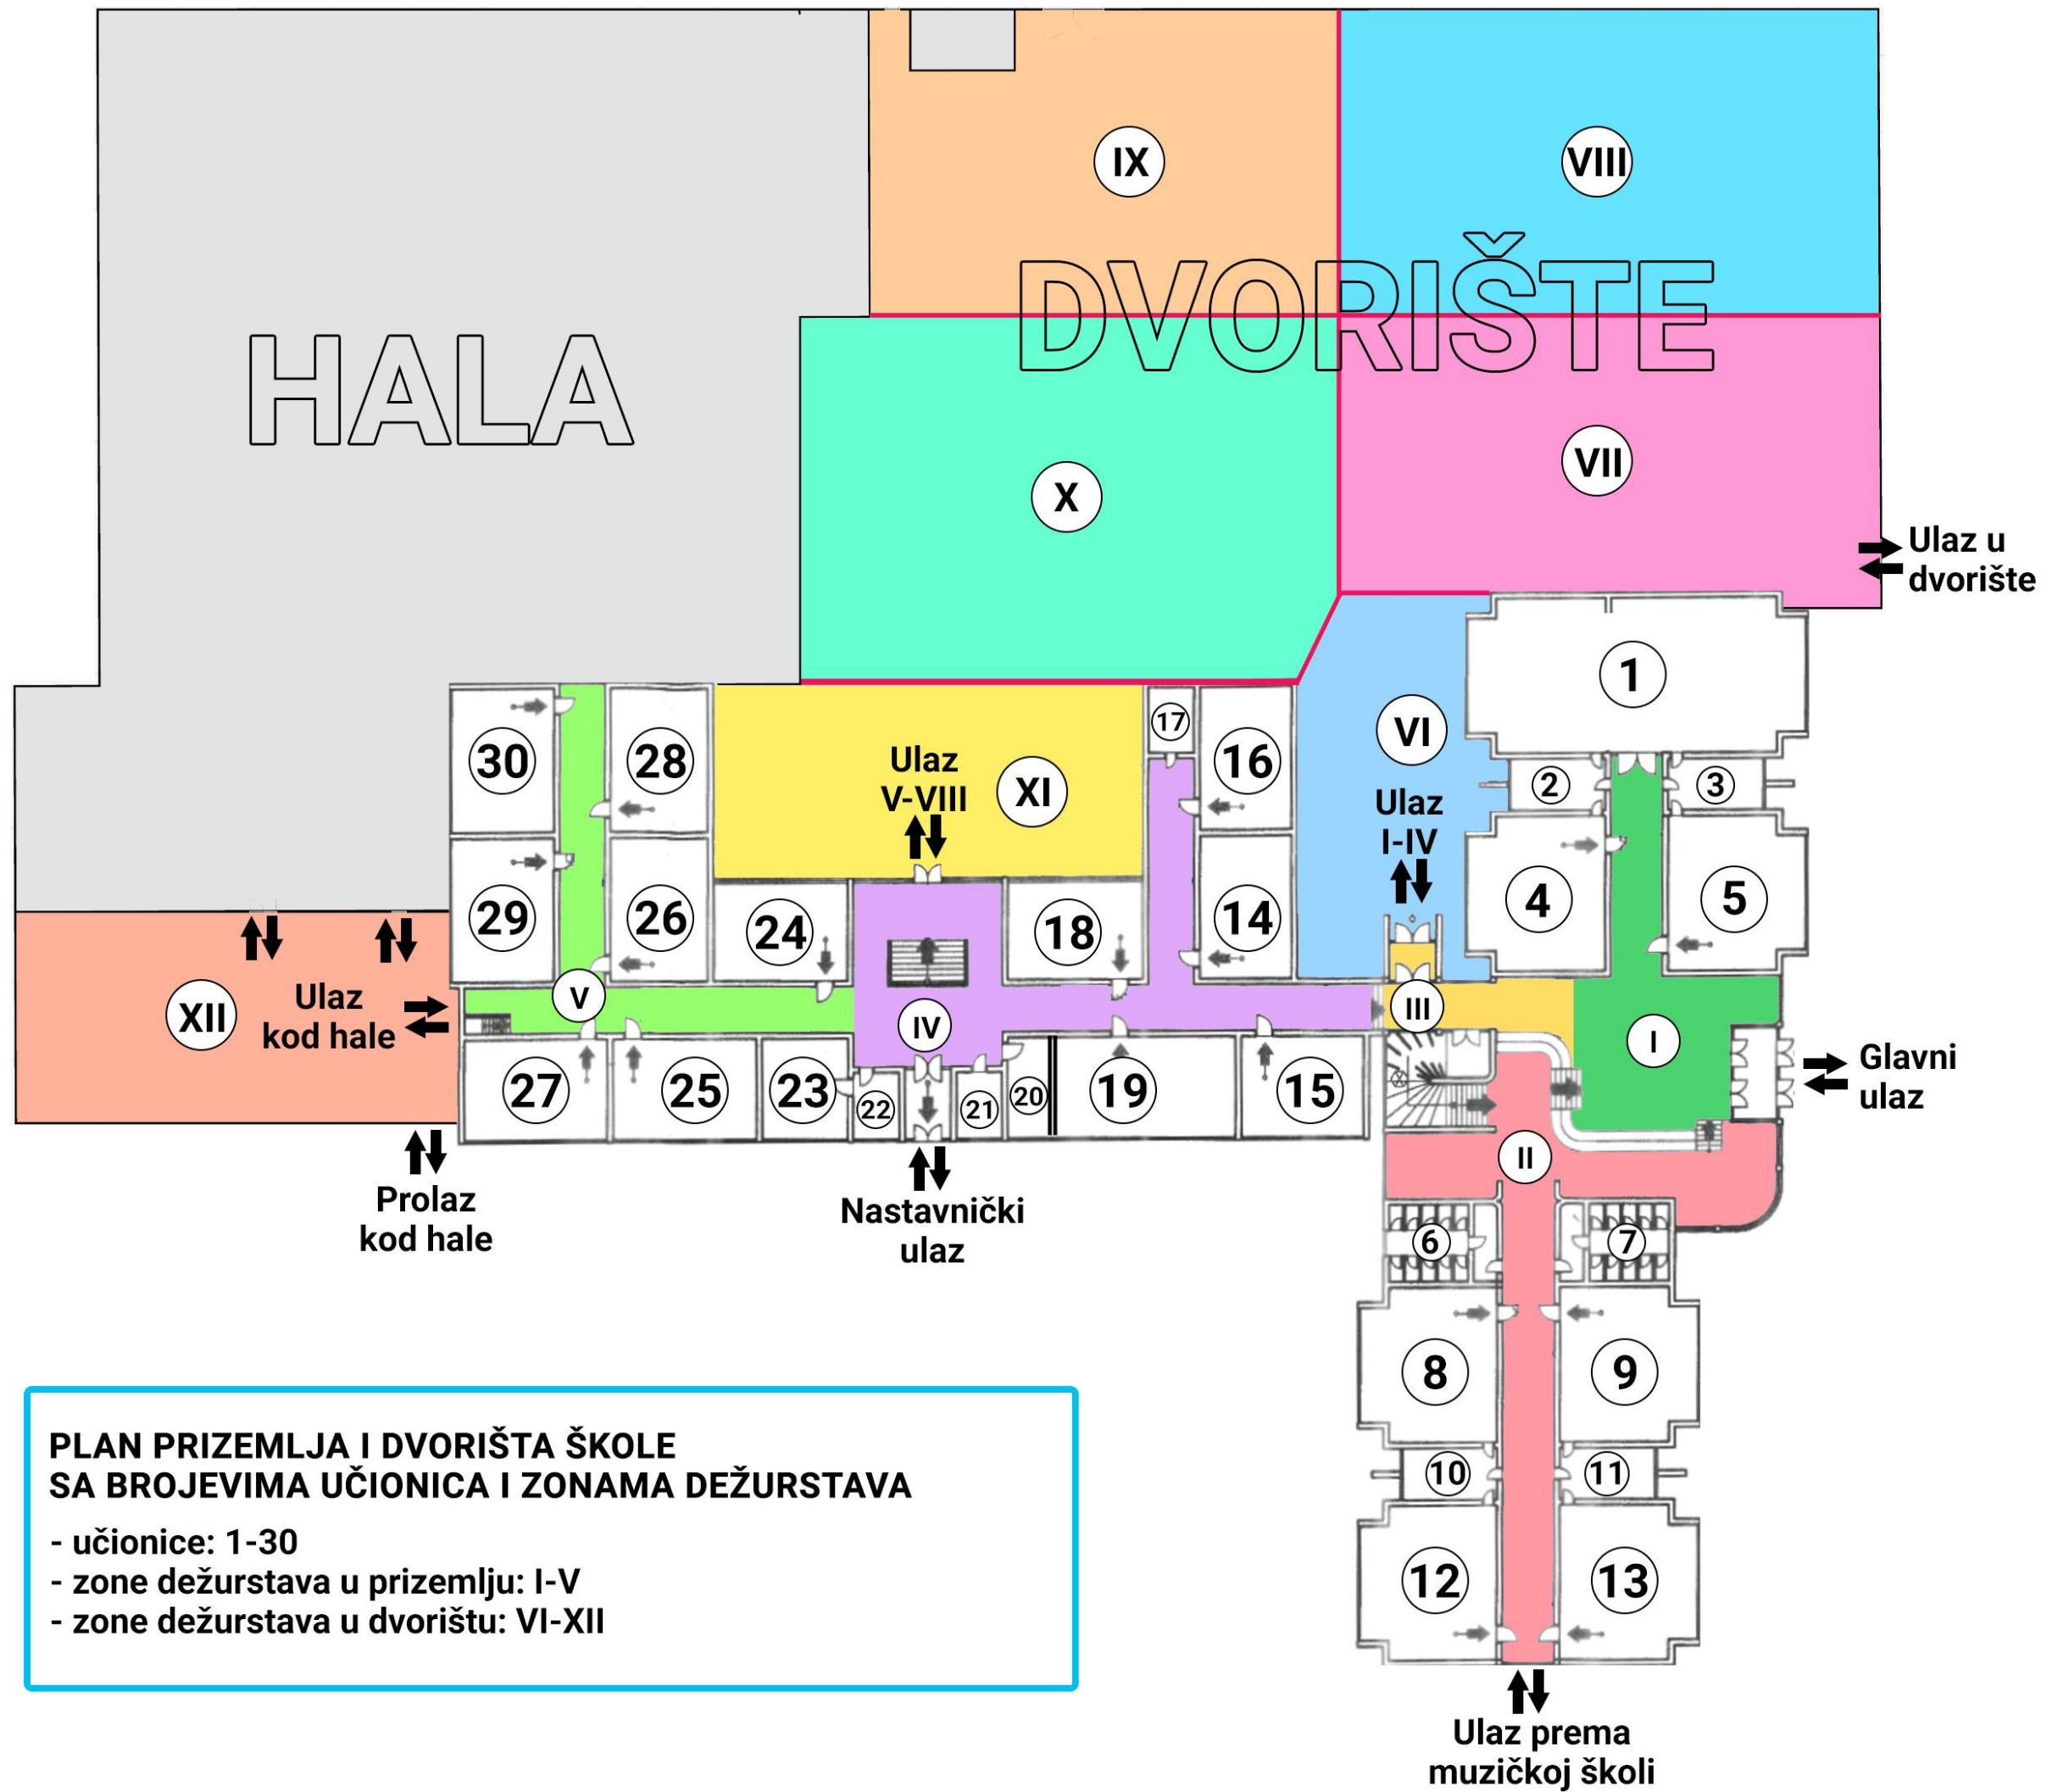 IX
VIII
DVORIŠTE
HALA
VII
X
Ulaz u
dvorište
1
VI
17
16
30
28
Ulaz
V-VIII
XI
2
3
Ulaz
I-IV
29
26
24
18
14
4
5
XII
Ulaz
kod hale
V
IV
III
I
Glavni
ulaz
27
25
23
22
21
20
19
15
II
Prolaz
kod hale
Nastavnički
ulaz
6
7
8
9
10
11
12
13
Ulaz prema
muzičkoj školi
PLAN PRIZEMLJA I DVORIŠTA ŠKOLE
SA BROJEVIMA UČIONICA I ZONAMA DEŽURSTAVA
- učionice: 1-30
- zone dežurstava u prizemlju: I-V
- zone dežurstava u dvorištu: VI-XII